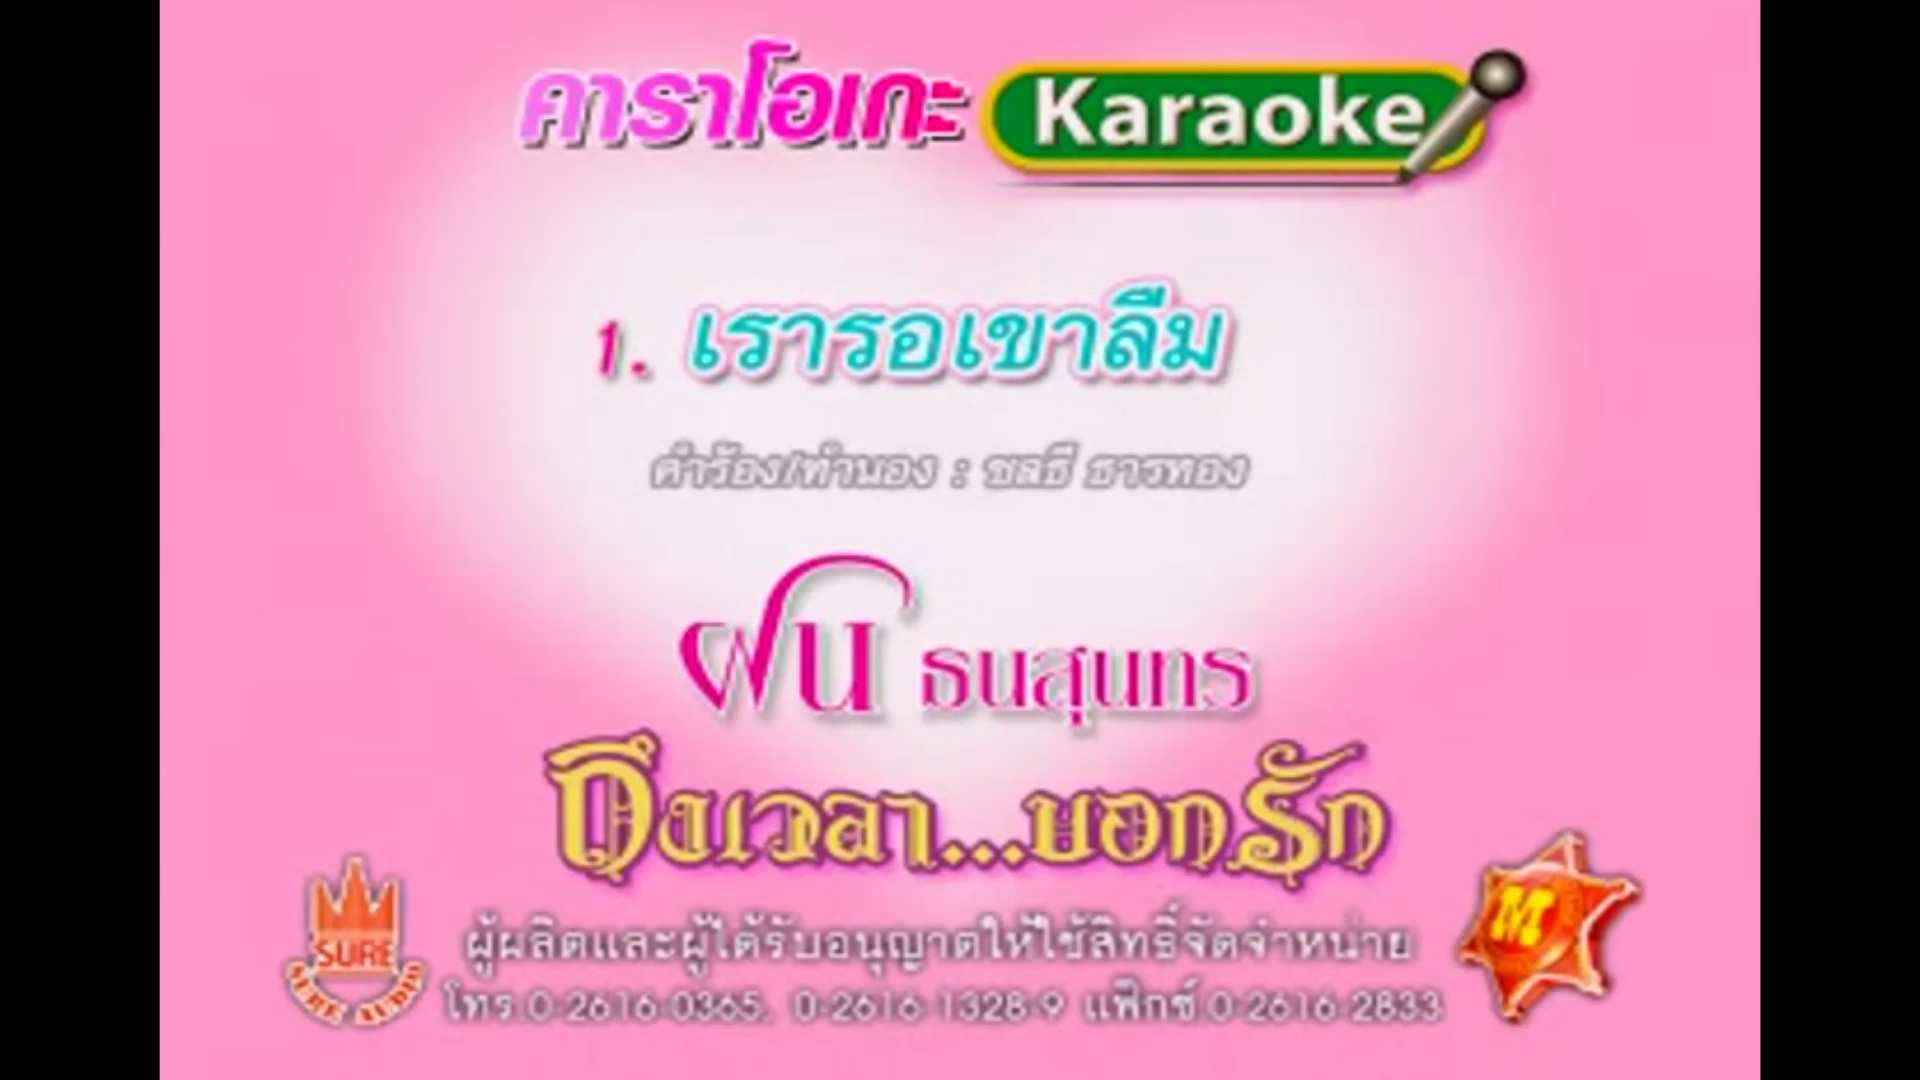 คาราโอเกะ Karaoke
1. เรารอเขาลืม
คำร้อง/ทำนอง : ชลธี ธารทอง
ฝน ธนสุนทร
ถึงเวลา...บอกรัก
SURE
SURE AUDIO
M
ผู้ผลิตและผู้ได้รับอนุญาตให้ใช้สิทธิ์จัดจำหน่าย
โทร.0-2616-0365, 0-2616-1328-9 แฟ็กซ์.0-2616-2833